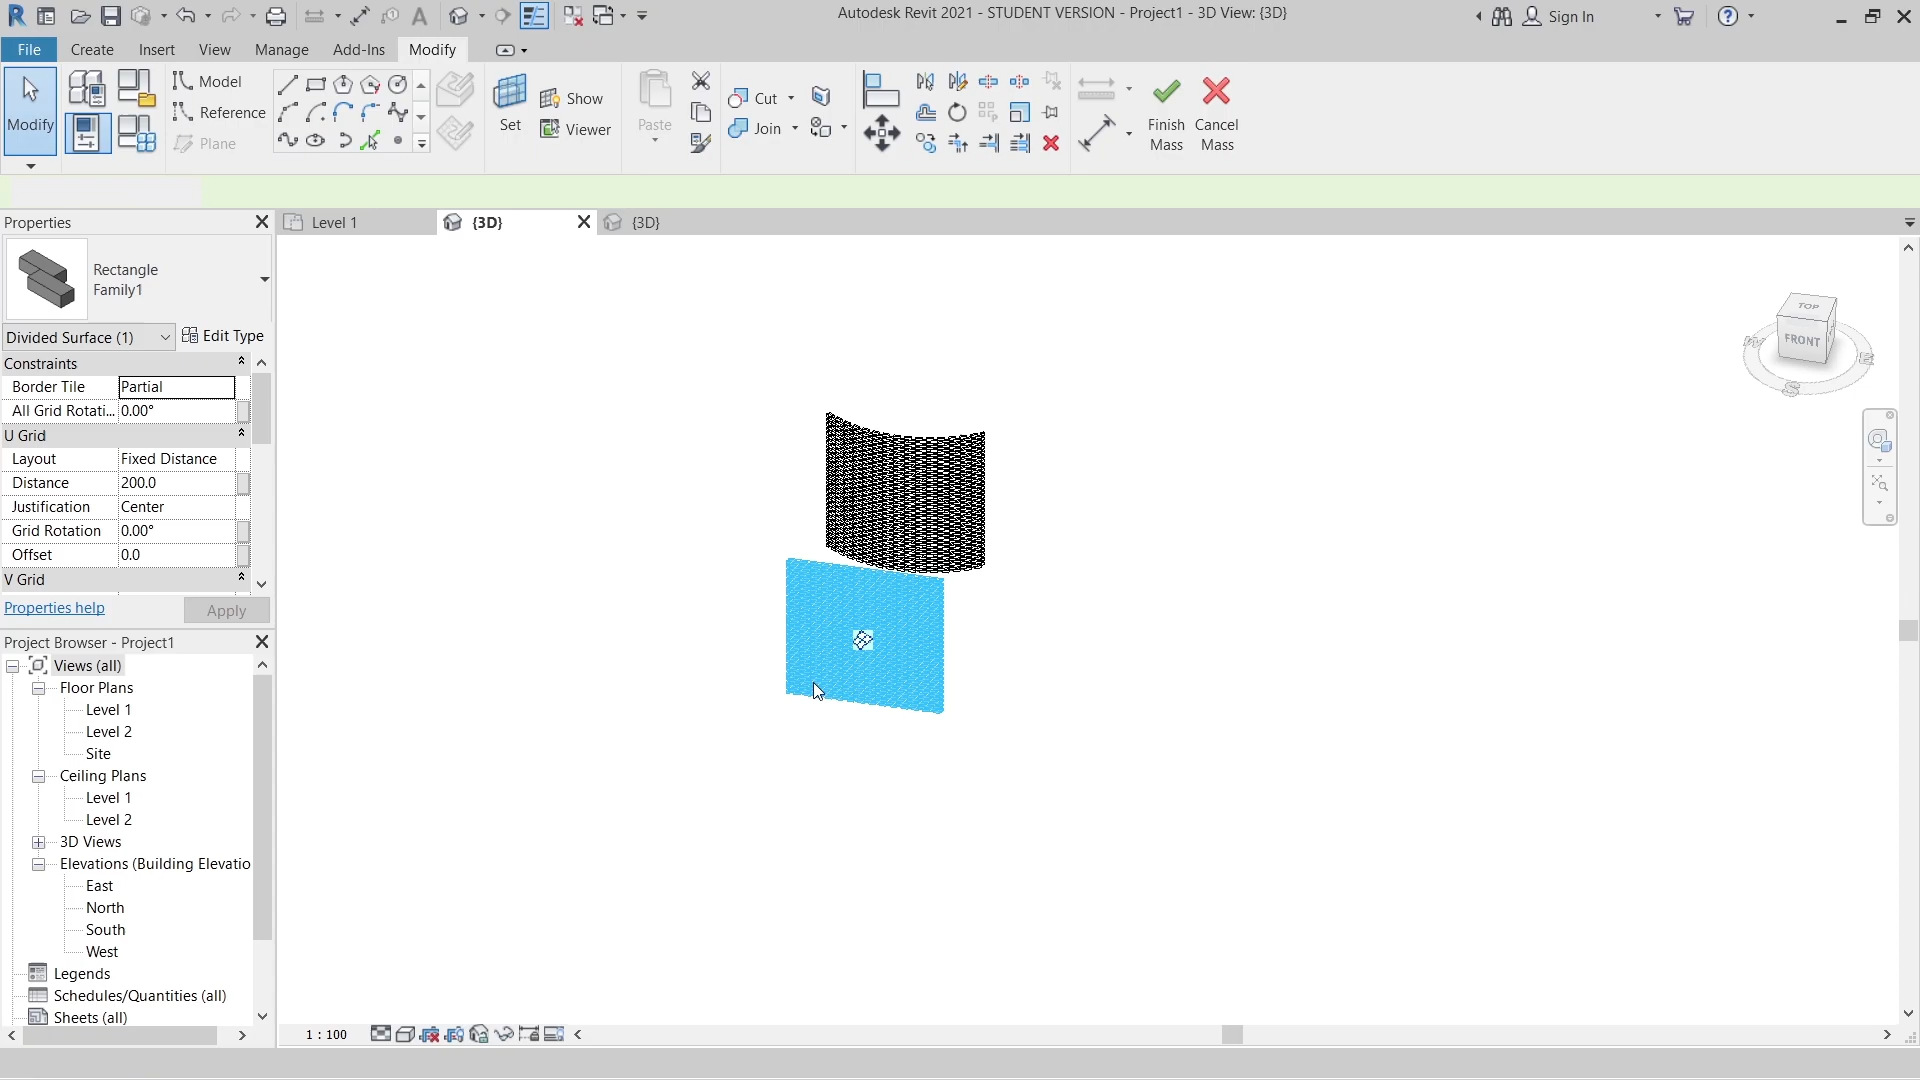 Autodesk Revit 2021 - STUDENT VERSION - Project1 - 3D View: {3D}
Sign In
File Create Insert View Manage Add-Ins Modify
Modify
Model
Reference
Plane
Set
Show
Viewer
Paste
Cut
Join
Finish Mass
Cancel Mass
Properties
Level 1
{3D}
{3D}
Rectangle
Family1
Divided Surface (1)
Edit Type
Constraints
Border Tile Partial
All Grid Rotati... 0.00°
U Grid
Layout Fixed Distance
Distance 200.0
Justification Center
Grid Rotation 0.00°
Offset 0.0
V Grid
Properties help
Apply
Project Browser - Project1
Views (all)
Floor Plans
Level 1
Level 2
Site
Ceiling Plans
Level 1
Level 2
3D Views
Elevations (Building Elevatio
East
North
South
West
Legends
Schedules/Quantities (all)
Sheets (all)
TOP
FRONT
W
E
S
1 : 100